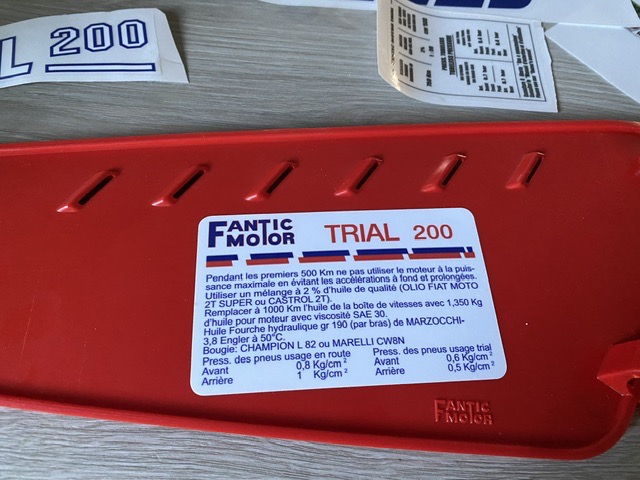 L 200
FANTIC MOTOR TRIAL 200
Pendant les premiers 500 Km ne pas utiliser le moteur à la puis-
sance maximale en évitant les accélérations à fond et prolongées.
Utiliser un mélange à 2 % d'huile de qualité (OLIO FIAT MOTO
2T SUPER ou CASTROL 2T).
Remplacer à 1000 Km l'huile de la boîte de vitesses avec 1,350 Kg
d'huile pour moteur avec viscosité SAE 30.
Huile Fourche hydraulique gr 190 (par bras) de MARZOCCHI-
3,8 Engler à 50°C.
Bougie: CHAMPION L 82 ou MARELLI CW8N
Press. des pneus usage en route Press. des pneus usage trial
Avant 0,8 Kg/cm² Avant 0,6 Kg/cm²
Arrière 1 Kg/cm² Arrière 0,5 Kg/cm²
FANTIC
MOTOR